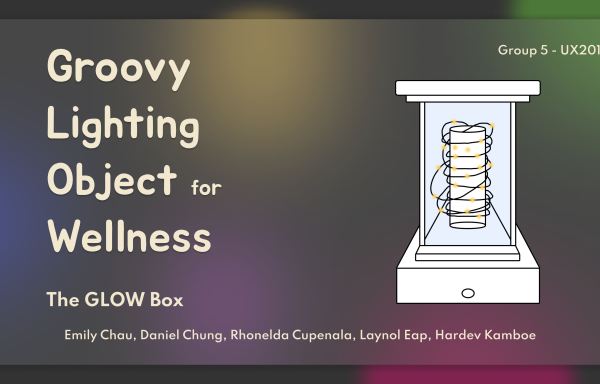 Groovy
Lighting
Object for
Wellness
The GLOW Box
Emily Chau, Daniel Chung, Rhonelda Cupenala, Laynol Eap, Hardev Kamboe
Group 5 - UX201